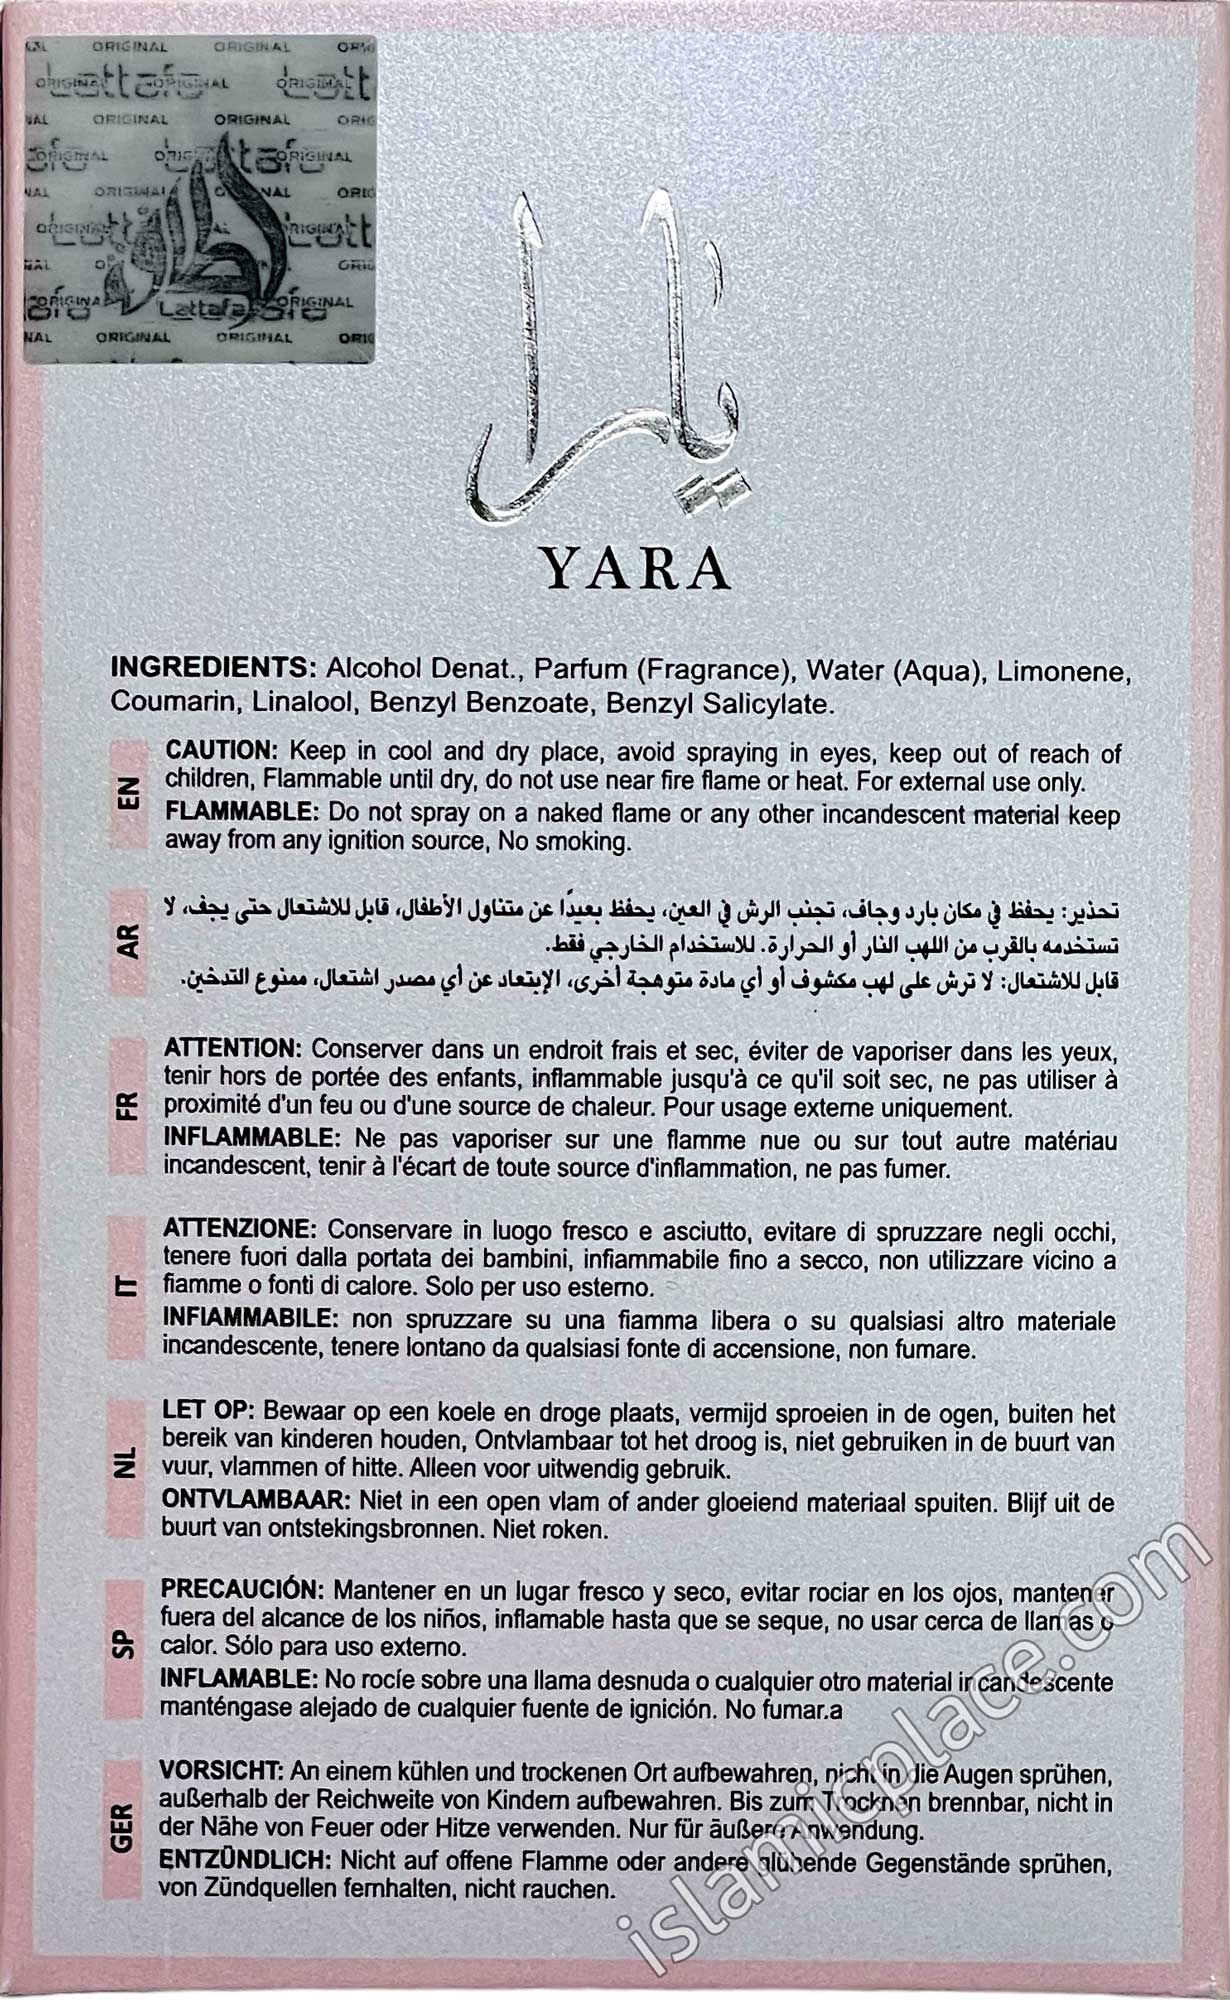 ORIGINAL
Lattafa
يارا
YARA
INGREDIENTS: Alcohol Denat., Parfum (Fragrance), Water (Aqua), Limonene,
Coumarin, Linalool, Benzyl Benzoate, Benzyl Salicylate.
EN
CAUTION: Keep in cool and dry place, avoid spraying in eyes, keep out of reach of
children, Flammable until dry, do not use near fire flame or heat. For external use only.
FLAMMABLE: Do not spray on a naked flame or any other incandescent material keep
away from any ignition source, No smoking.
AR
تحذير: يحفظ في مكان بارد وجاف، تجنب الرش في العين، يحفظ بعيدًا عن متناول الأطفال، قابل للاشتعال حتى يجف، لا
تستخدمه بالقرب من اللهب النار أو الحرارة. للاستخدام الخارجي فقط.
قابل للاشتعال: لا ترش على لهب مكشوف أو أي مادة متوهجة أخرى، الإبتعاد عن أي مصدر اشتعال، ممنوع التدخين.
FR
ATTENTION: Conserver dans un endroit frais et sec, éviter de vaporiser dans les yeux,
tenir hors de portée des enfants, inflammable jusqu'à ce qu'il soit sec, ne pas utiliser à
proximité d'un feu ou d'une source de chaleur. Pour usage externe uniquement.
INFLAMMABLE: Ne pas vaporiser sur une flamme nue ou sur tout autre matériau
incandescent, tenir à l'écart de toute source d'inflammation, ne pas fumer.
IT
ATTENZIONE: Conservare in luogo fresco e asciutto, evitare di spruzzare negli occhi,
tenere fuori dalla portata dei bambini, infiammabile fino a secco, non utilizzare vicino a
fiamme o fonti di calore. Solo per uso esterno.
INFIAMMABILE: non spruzzare su una fiamma libera o su qualsiasi altro materiale
incandescente, tenere lontano da qualsiasi fonte di accensione, non fumare.
NL
LET OP: Bewaar op een koele en droge plaats, vermijd sproeien in de ogen, buiten het
bereik van kinderen houden, Ontvlambaar tot het droog is, niet gebruiken in de buurt van
vuur, vlammen of hitte. Alleen voor uitwendig gebruik.
ONTVLAMBAAR: Niet in een open vlam of ander gloeiend materiaal spuiten. Blijf uit de
buurt van ontstekingsbronnen. Niet roken.
SP
PRECAUCIÓN: Mantener en un lugar fresco y seco, evitar rociar en los ojos, mantener
fuera del alcance de los niños, inflamable hasta que se seque, no usar cerca de llamas o
calor. Sólo para uso externo.
INFLAMABLE: No rocíe sobre una llama desnuda o cualquier otro material incandescente
manténgase alejado de cualquier fuente de ignición. No fumar.a
GER
VORSICHT: An einem kühlen und trockenen Ort aufbewahren, nicht in die Augen sprühen,
außerhalb der Reichweite von Kindern aufbewahren. Bis zum Trocknen brennbar, nicht in
der Nähe von Feuer oder Hitze verwenden. Nur für äußere Anwendung.
ENTZÜNDLICH: Nicht auf offene Flamme oder andere glühende Gegenstände sprühen,
von Zündquellen fernhalten, nicht rauchen.
islamicplace.com